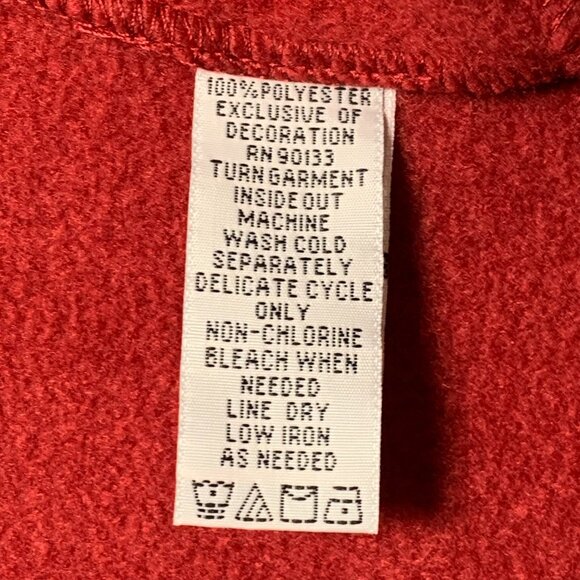 100%POLYESTER
EXCLUSIVE OF
DECORATION
RN 90133
TURN GARMENT
INSIDE OUT
MACHINE
WASH COLD
SEPARATELY
DELICATE CYCLE
ONLY
NON-CHLORINE
BLEACH WHEN
NEEDED
LINE DRY
LOW IRON
AS NEEDED